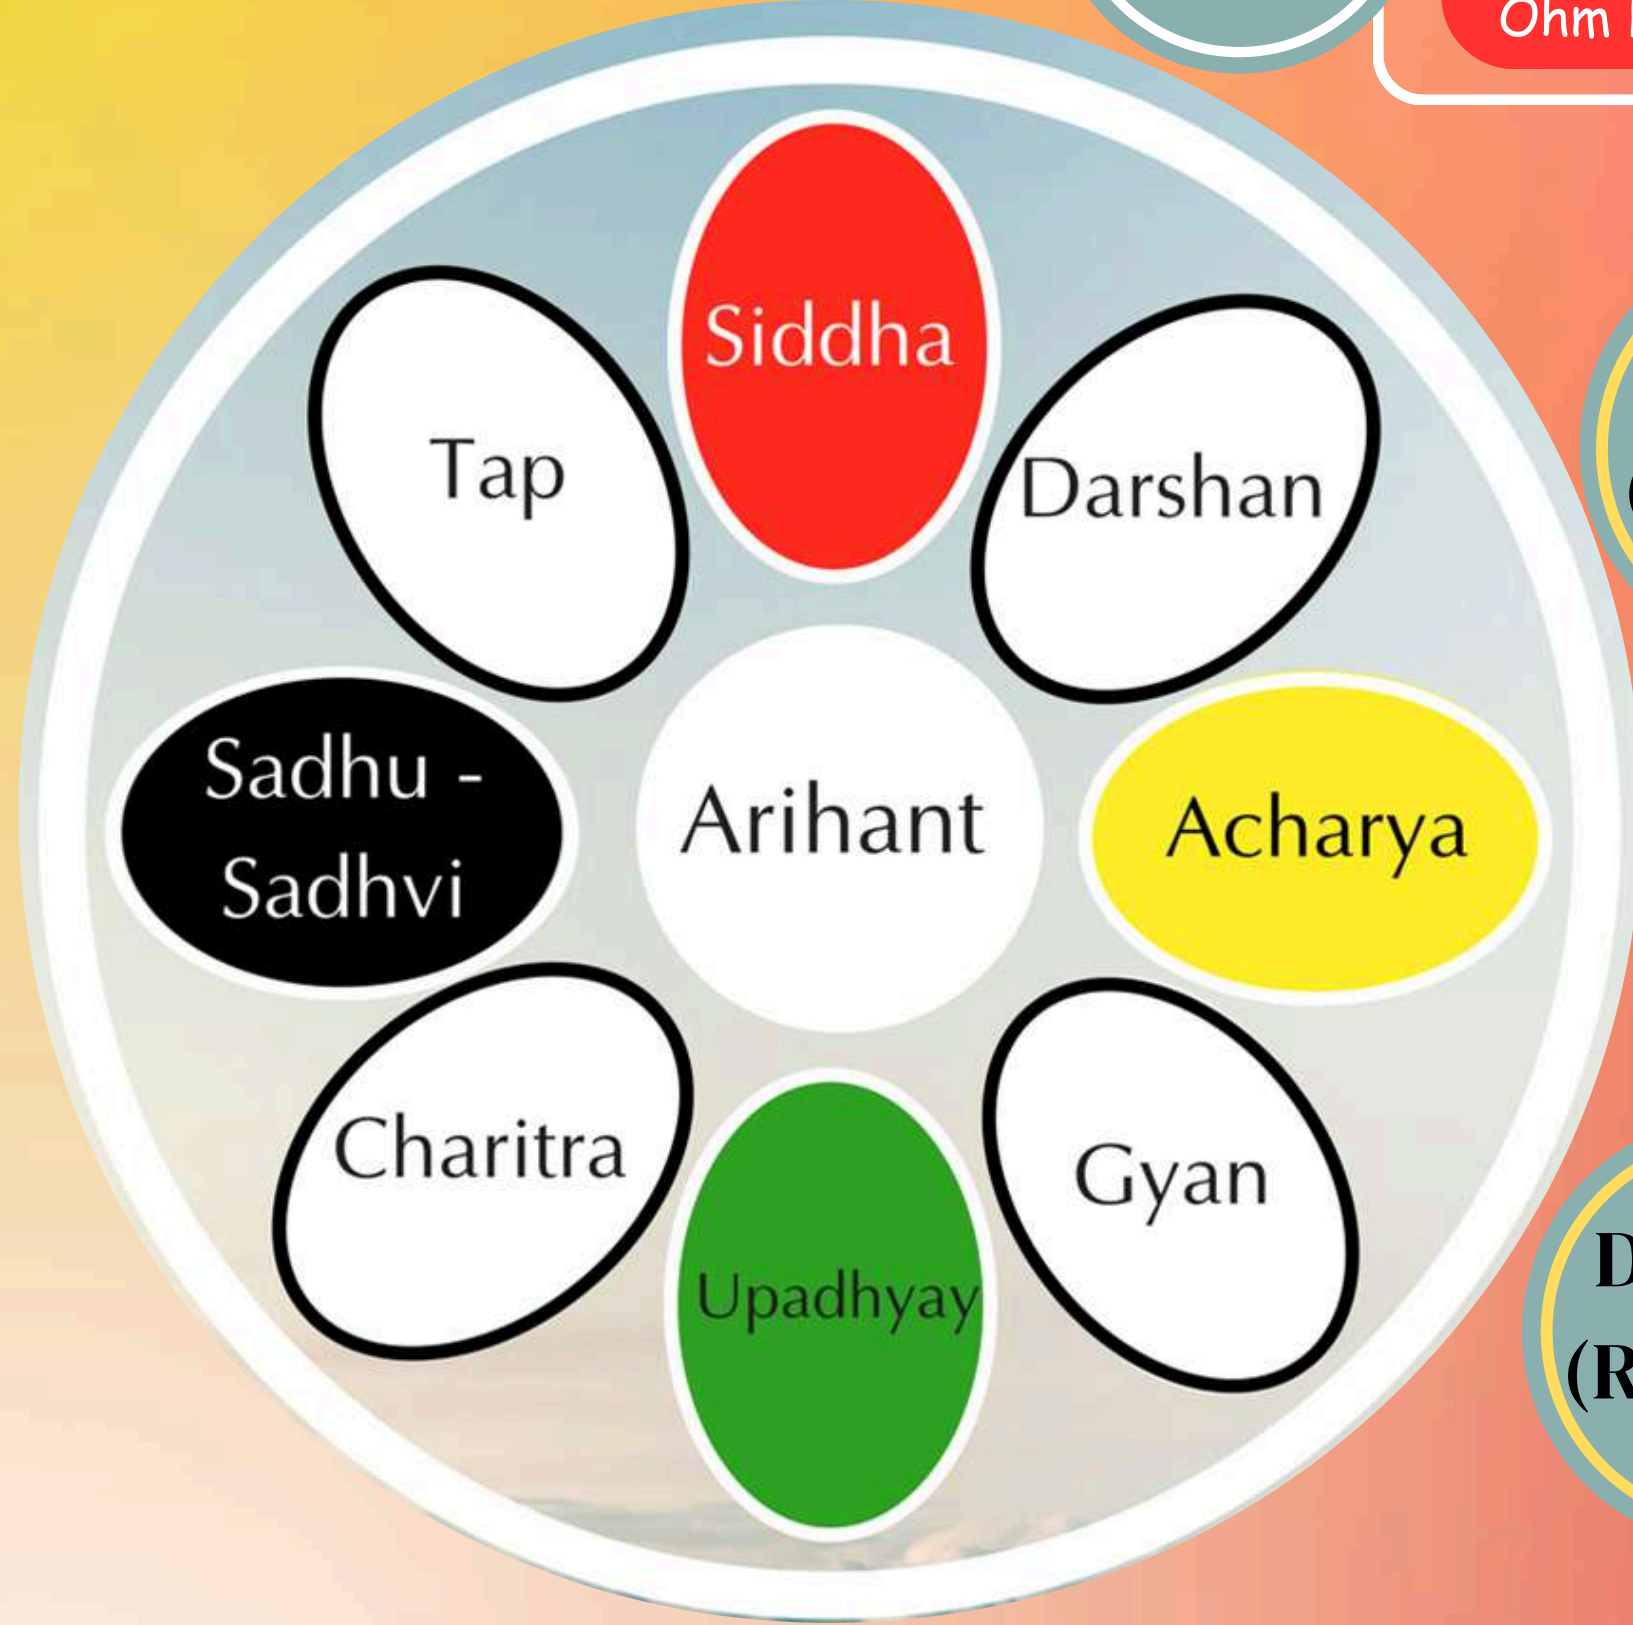 Ohm
Siddha
Tap
Darshan
Sadhu -
Sadhvi
Arihant
Acharya
Charitra
Gyan
Upadhyay